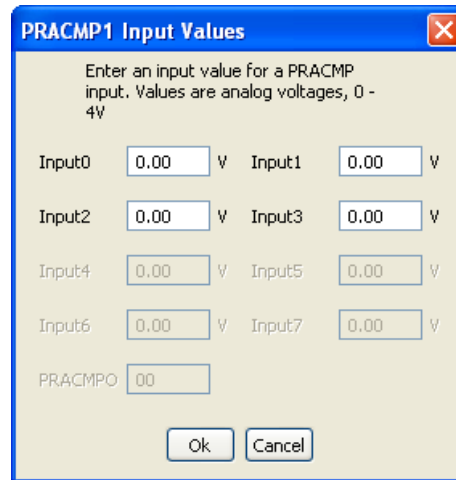 PRACMP1 Input Values
Enter an input value for a PRACMP
input. Values are analog voltages, 0 -
4V
Input0 0.00 V Input1 0.00 V
Input2 0.00 V Input3 0.00 V
Input4 0.00 V Input5 0.00 V
Input6 0.00 V Input7 0.00 V
PRACMPO 00
Ok Cancel